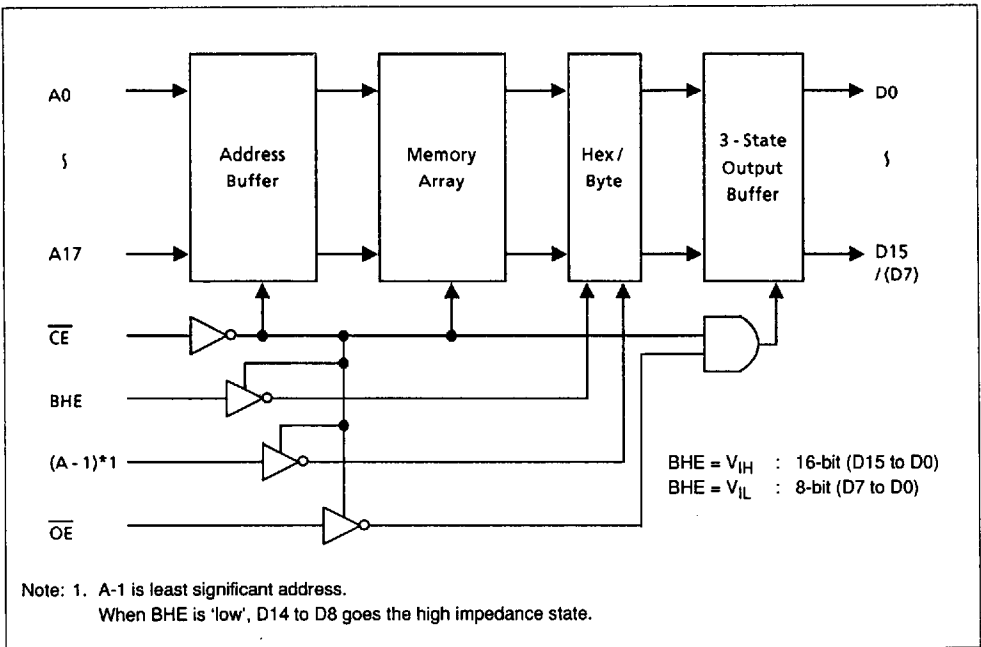 A0
A17
Address
Buffer
Memory
Array
Hex/
Byte
3-State
Output
Buffer
D0
D15
/(D7)
CE
BHE
(A-1)*1
OE
BHE = VIH : 16-bit (D15 to D0)
BHE = VIL : 8-bit (D7 to D0)
Note: 1. A-1 is least significant address.
When BHE is 'low', D14 to D8 goes the high impedance state.